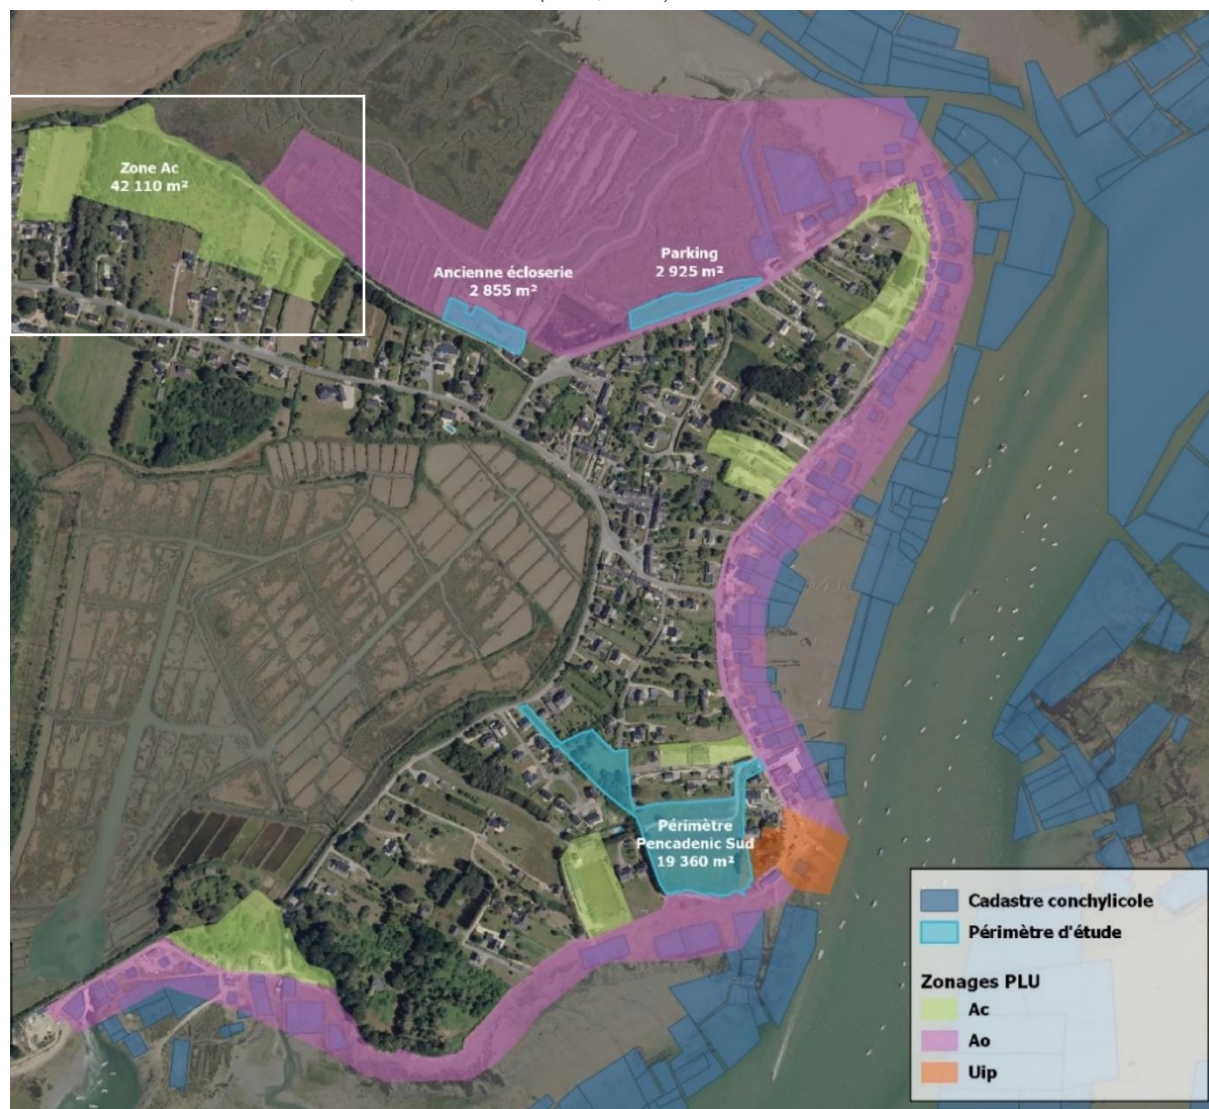 Zone Ac
42 110 m²
Parking
2 925 m²
Ancienne écloserie
2 855 m²
Périmètre
Pencadenic Sud
19 360 m²
Cadastre conchylicole
Périmètre d'étude
Zonages PLU
Ac
Ao
Uip